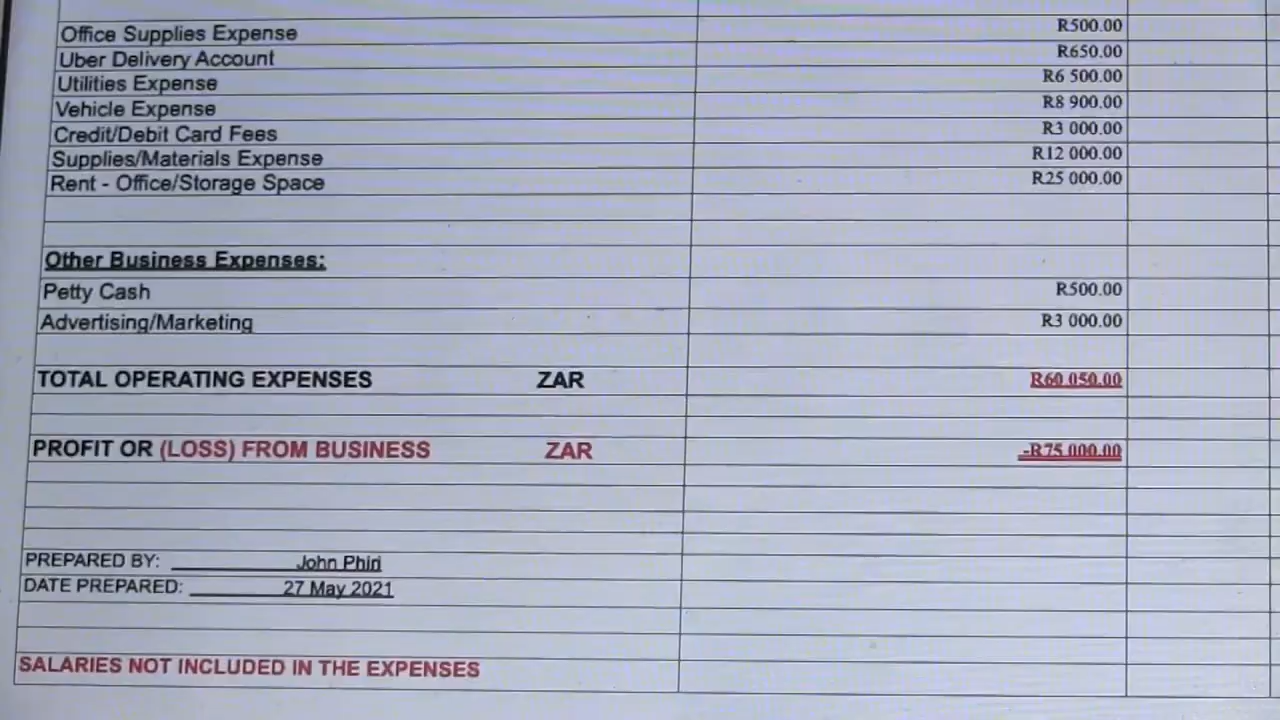 Office Supplies Expense R500.00
Uber Delivery Account R650.00
Utilities Expense R6 500.00
Vehicle Expense R8 900.00
Credit/Debit Card Fees R3 000.00
Supplies/Materials Expense R12 000.00
Rent - Office/Storage Space R25 000.00
Other Business Expenses:
Petty Cash R500.00
Advertising/Marketing R3 000.00
TOTAL OPERATING EXPENSES ZAR R60 050.00
PROFIT OR (LOSS) FROM BUSINESS ZAR -R75 000.00
PREPARED BY: John Phiri
DATE PREPARED: 27 May 2021
SALARIES NOT INCLUDED IN THE EXPENSES